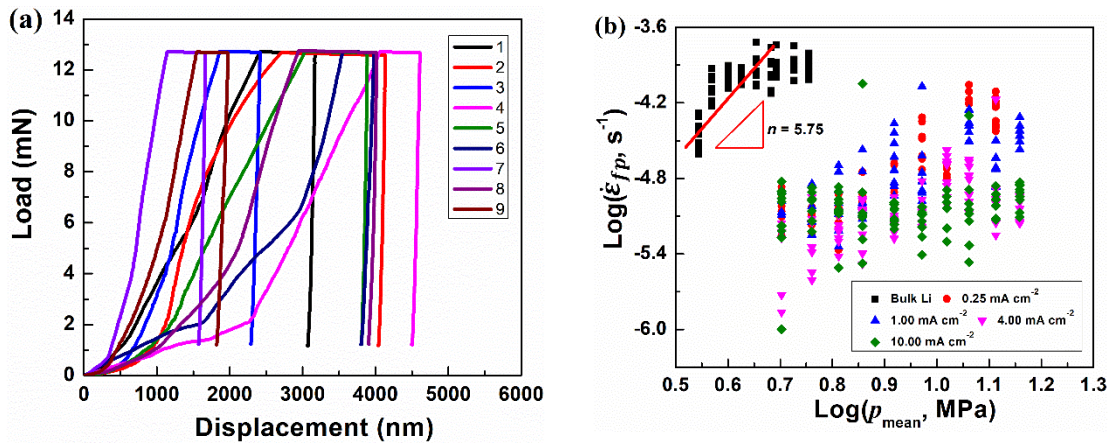 (a)
Load (mN)
14
12
10
8
6
4
2
0
1
2
3
4
5
6
7
8
9
0 1000 2000 3000 4000 5000 6000
Displacement (nm)
(b)
Log(ε̇fp, s⁻¹)
-3.6
-4.2
-4.8
-5.4
-6.0
n = 5.75
Bulk Li 0.25 mA cm⁻²
1.00 mA cm⁻² 4.00 mA cm⁻²
10.00 mA cm⁻²
0.5 0.6 0.7 0.8 0.9 1.0 1.1 1.2 1.3
Log(pmean, MPa)